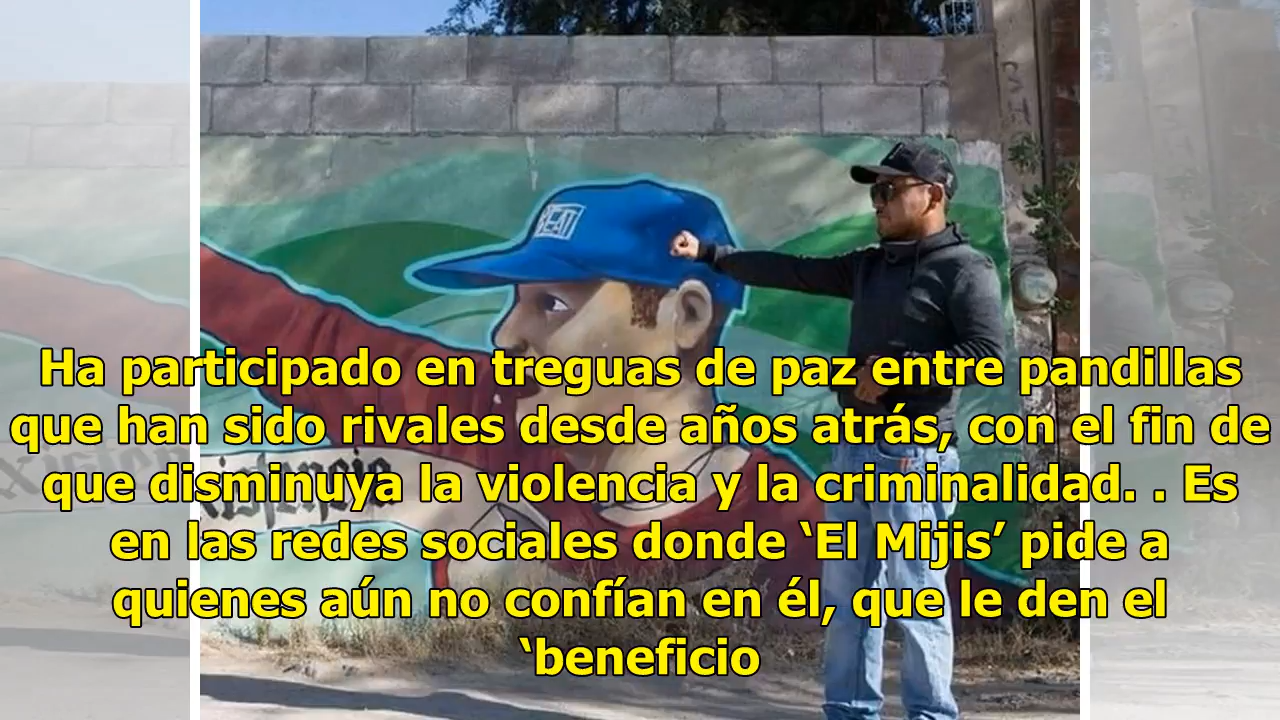 BEAT
Ha participado en treguas de paz entre pandillas
que han sido rivales desde años atrás, con el fin de
que disminuya la violencia y la criminalidad. . Es
en las redes sociales donde ‘El Mijis’ pide a
quienes aún no confían en él, que le den el
‘beneficio